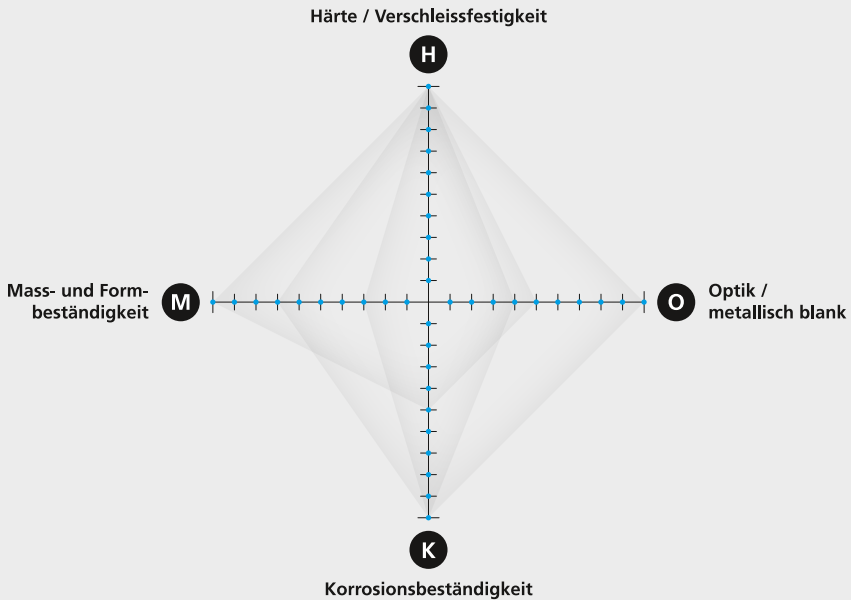 Härte / Verschleissfestigkeit
H
Mass- und Form-
beständigkeit
M
O
Optik /
metallisch blank
K
Korrosionsbeständigkeit